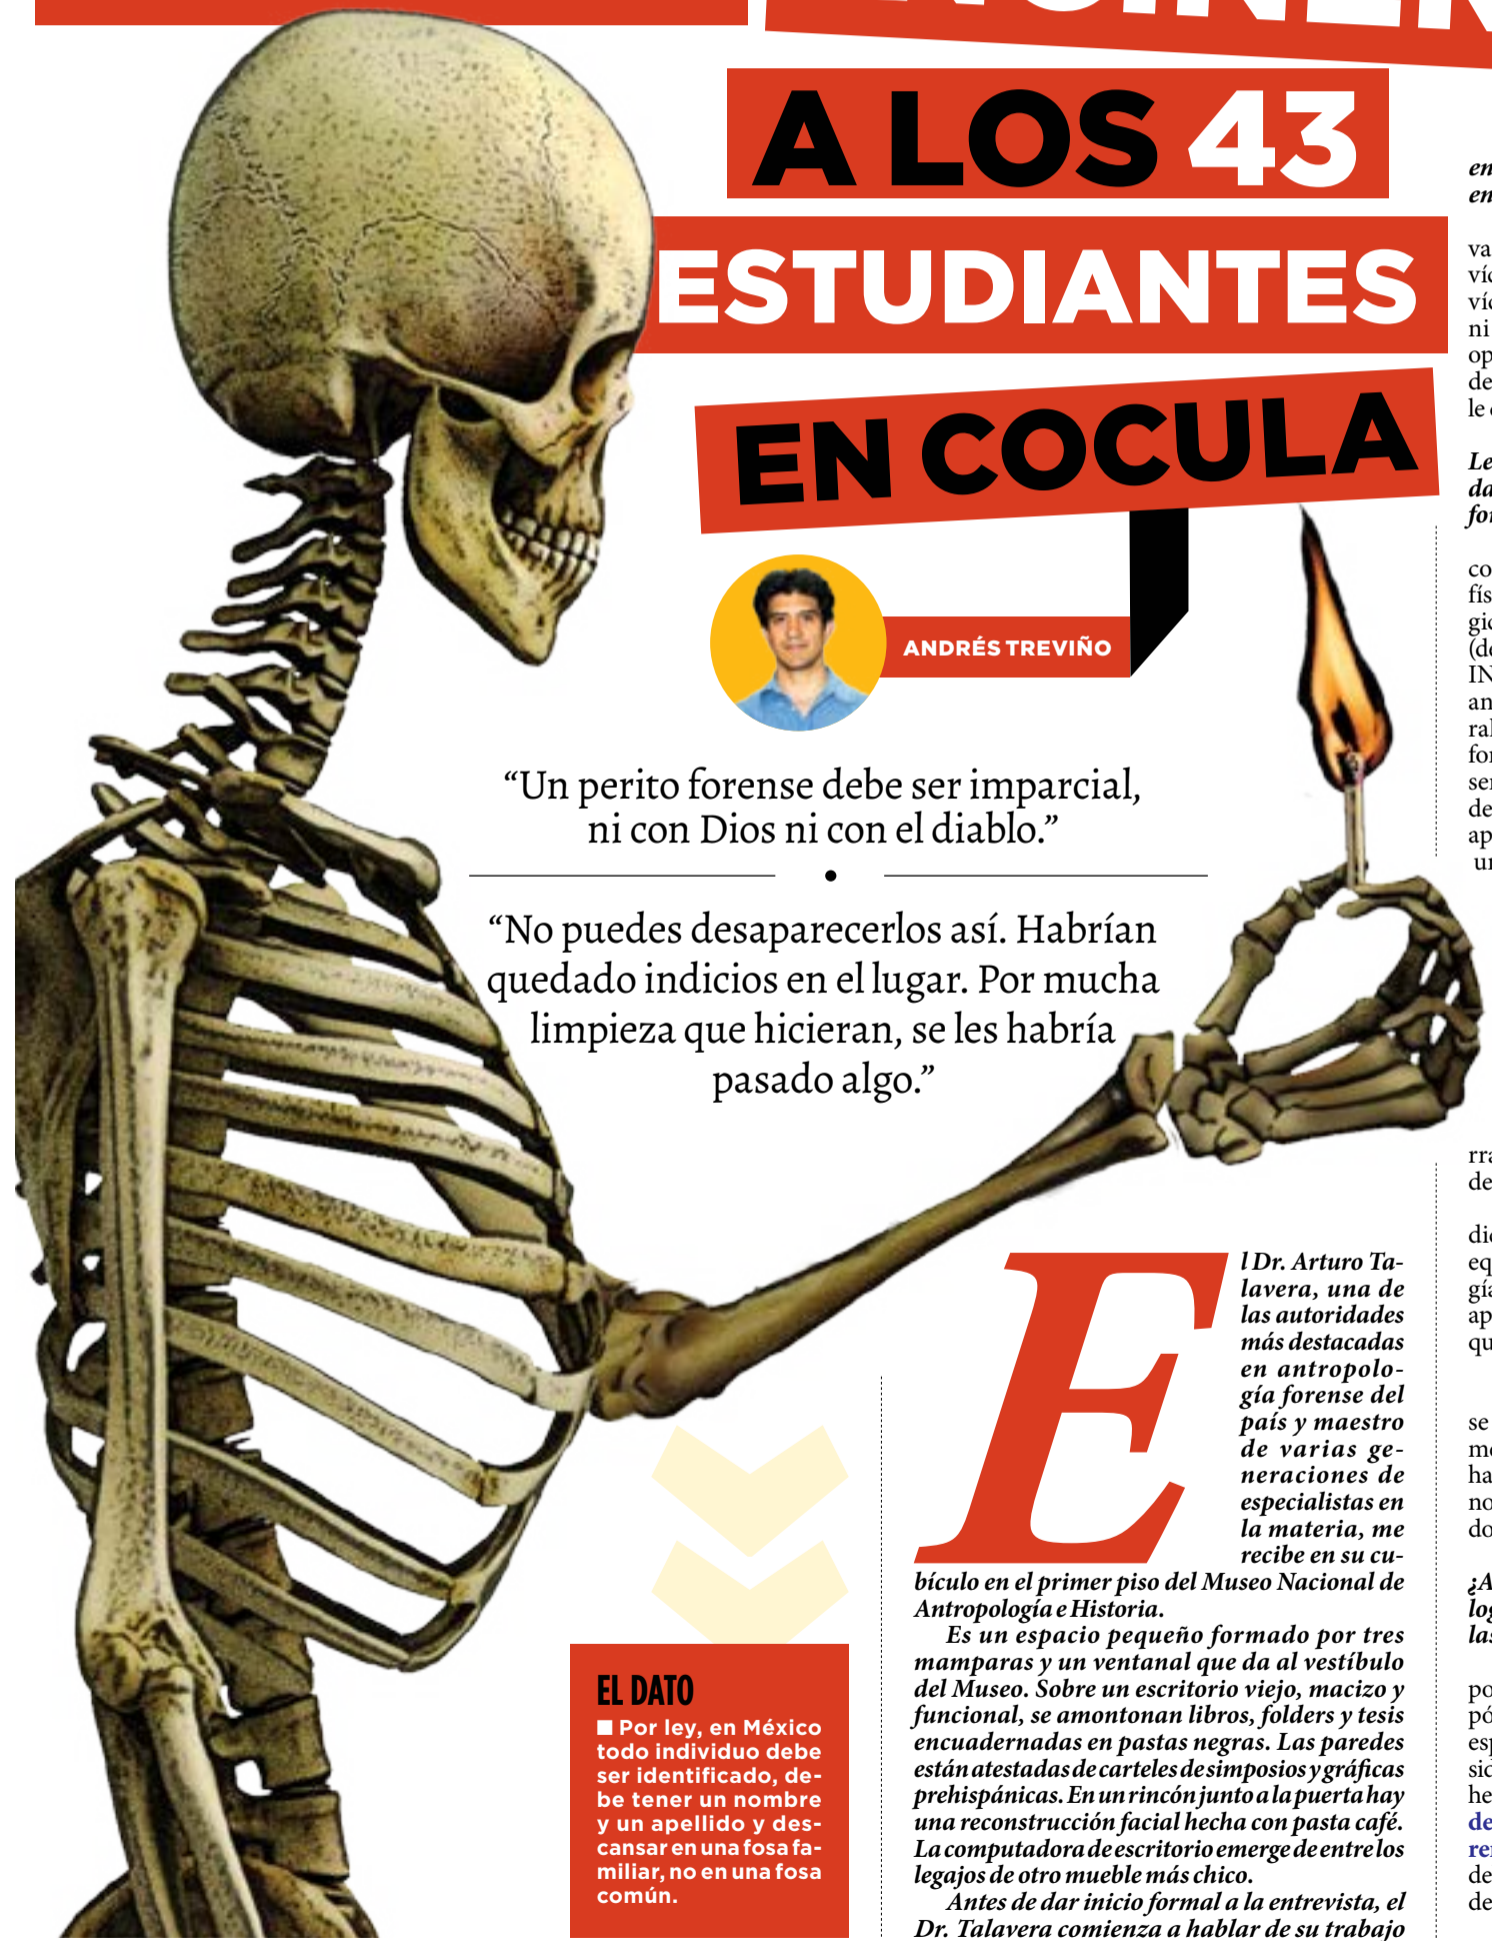 A LOS 43
ESTUDIANTES
EN COCULA
ANDRÉS TREVIÑO
“Un perito forense debe ser imparcial,
ni con Dios ni con el diablo.”
“No puedes desaparecerlos así. Habrían
quedado indicios en el lugar. Por mucha
limpieza que hicieran, se les habría
pasado algo.”
EL DATO
■ Por ley, en México
todo individuo debe
ser identificado, de-
be tener un nombre
y un apellido y des-
cansar en una fosa fa-
miliar, no en una fosa
común.
El Dr. Arturo Ta-
lavera, una de
las autoridades
más destacadas
en antropolo-
gía forense del
país y maestro
de varias ge-
neraciones de
especialistas en
la materia, me
recibe en su cu-
bículo en el primer piso del Museo Nacional de
Antropología e Historia.
Es un espacio pequeño formado por tres
mamparas y un ventanal que da al vestíbulo
del Museo. Sobre un escritorio viejo, macizo y
funcional, se amontonan libros, folders y tesis
encuadernadas en pastas negras. Las paredes
están atestadas de carteles de simposios y gráficas
prehispánicas. En un rincón junto a la puerta hay
una reconstrucción facial hecha con pasta café.
La computadora de escritorio emerge de entre los
legajos de otro mueble más chico.
Antes de dar inicio formal a la entrevista, el
Dr. Talavera comienza a hablar de su trabajo